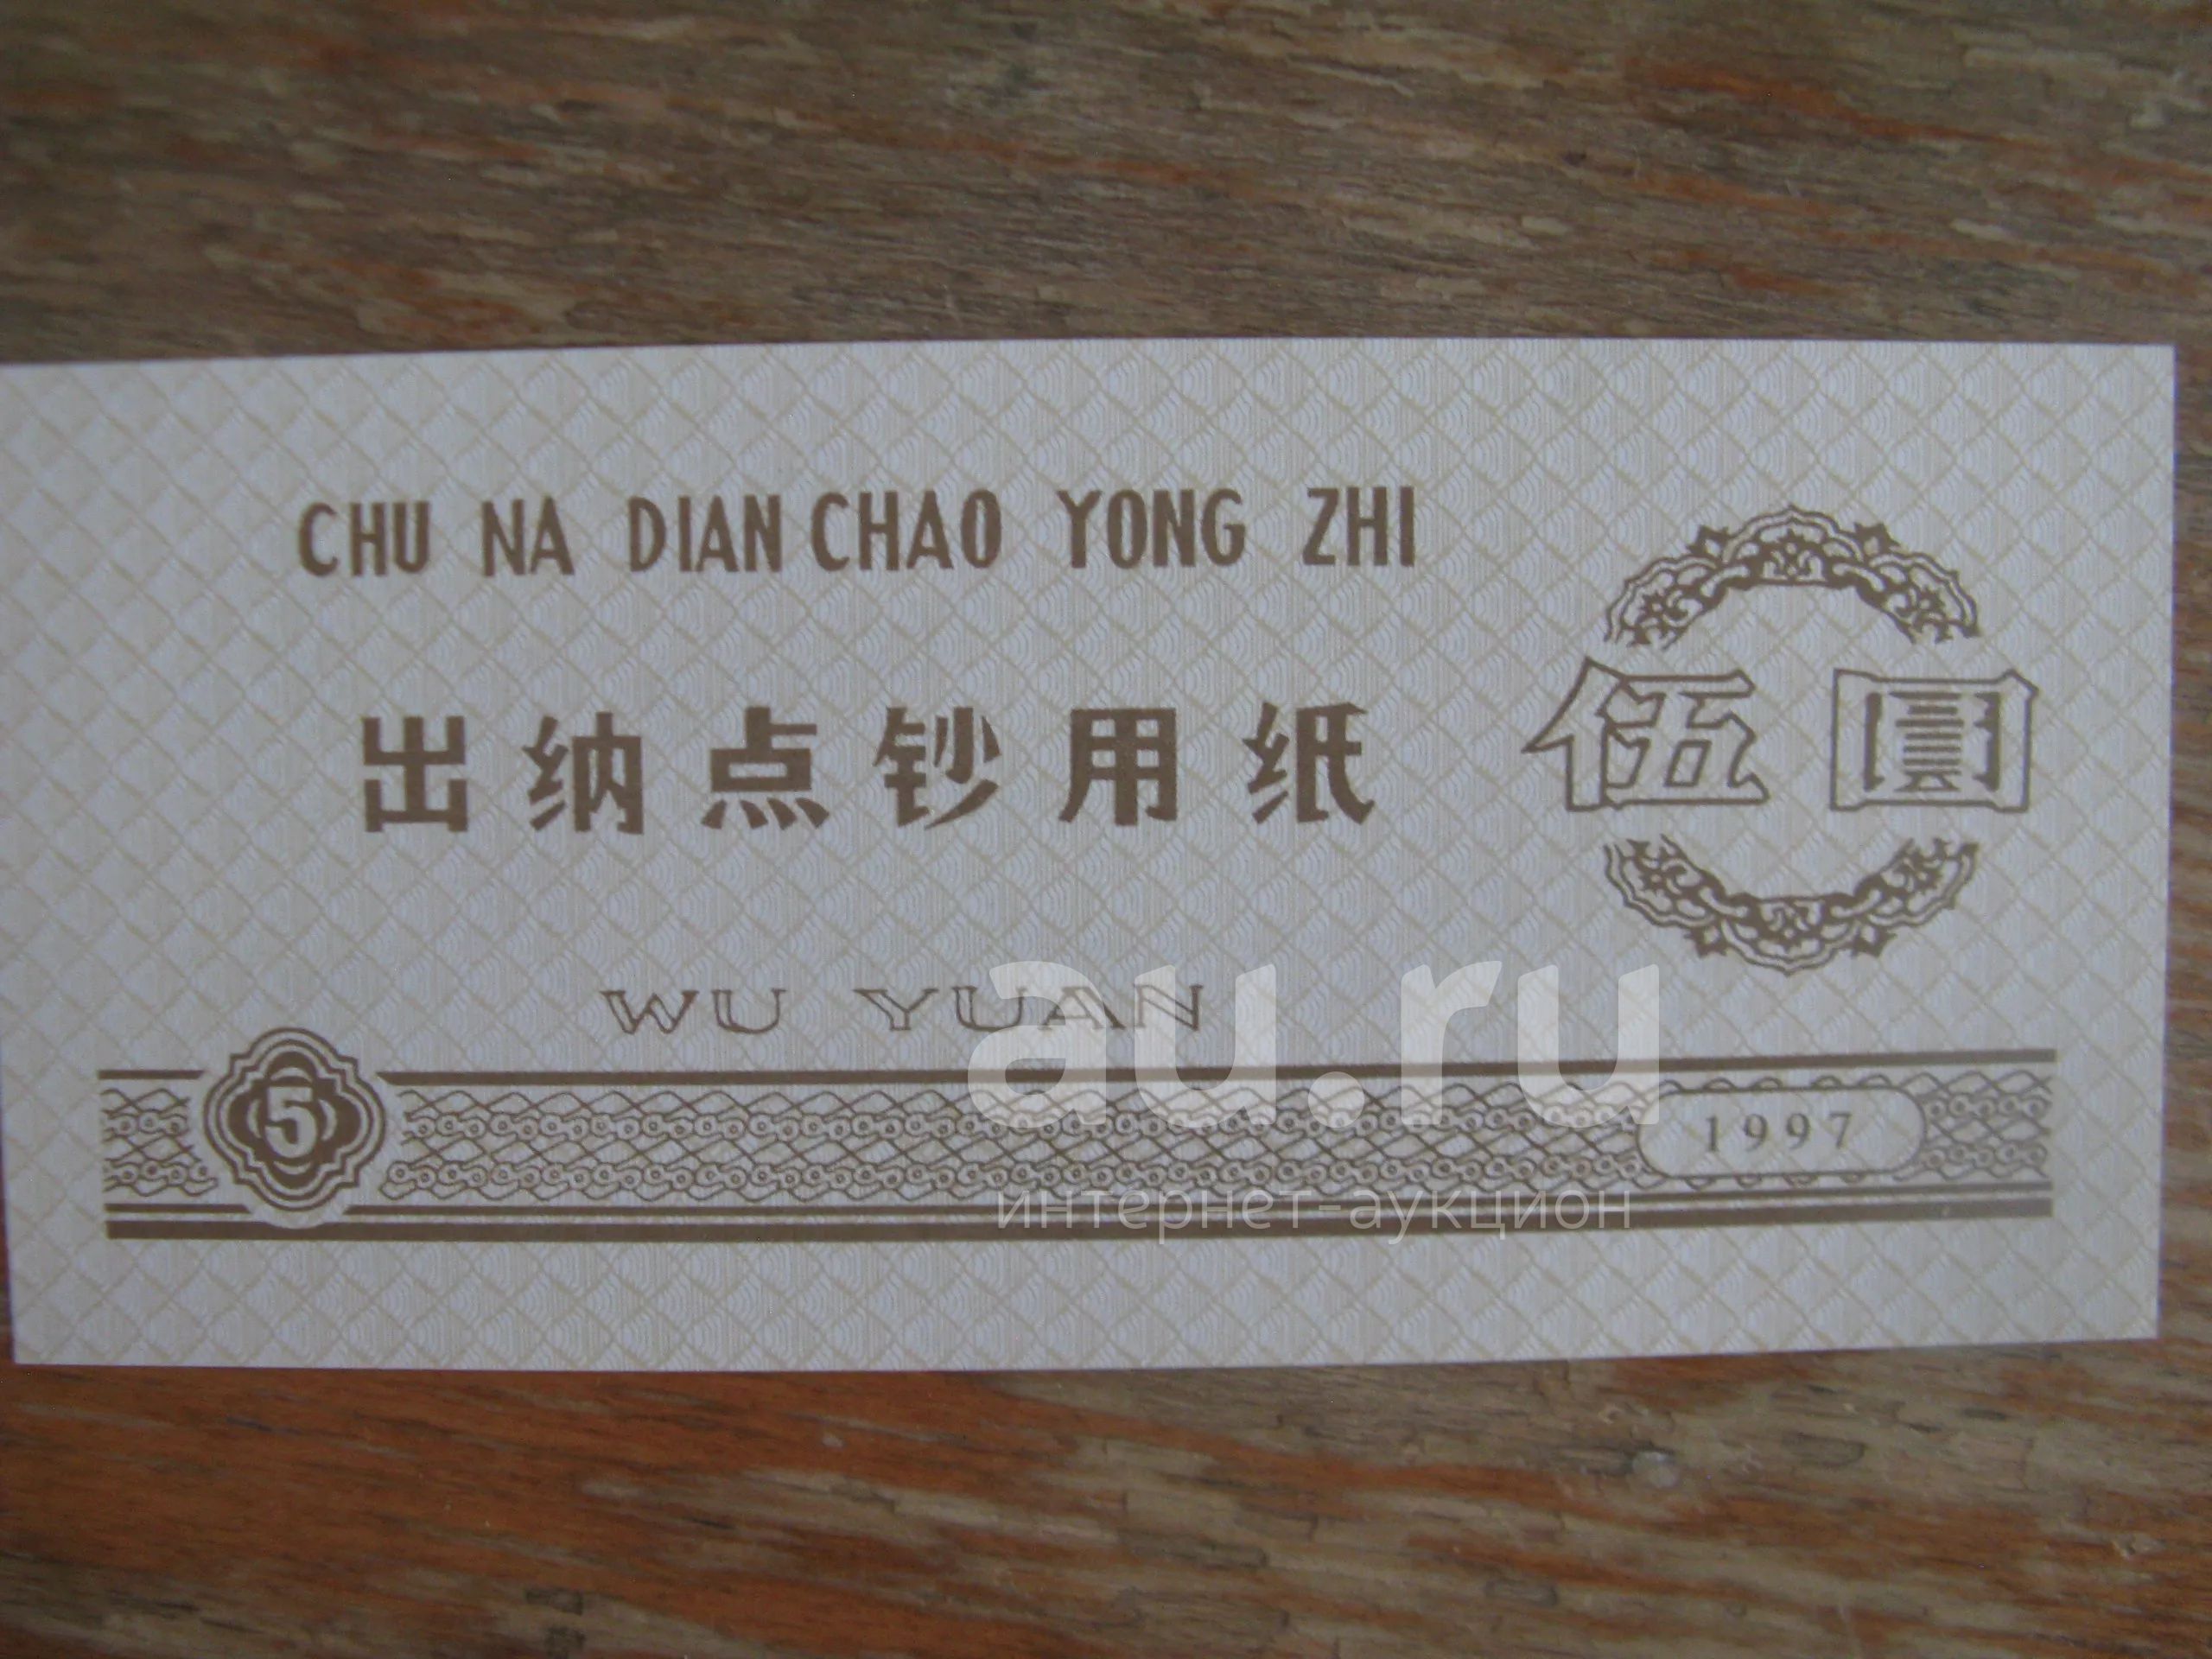 CHU NA DIAN CHAO YONG ZHI
出纳点钞用纸
伍圆
WU YUAN
au.ru
5
1997
интернет-аукцион